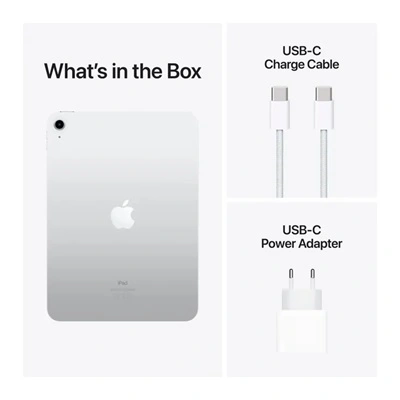 What's in the Box
iPad
USB-C
Charge Cable
USB-C
Power Adapter